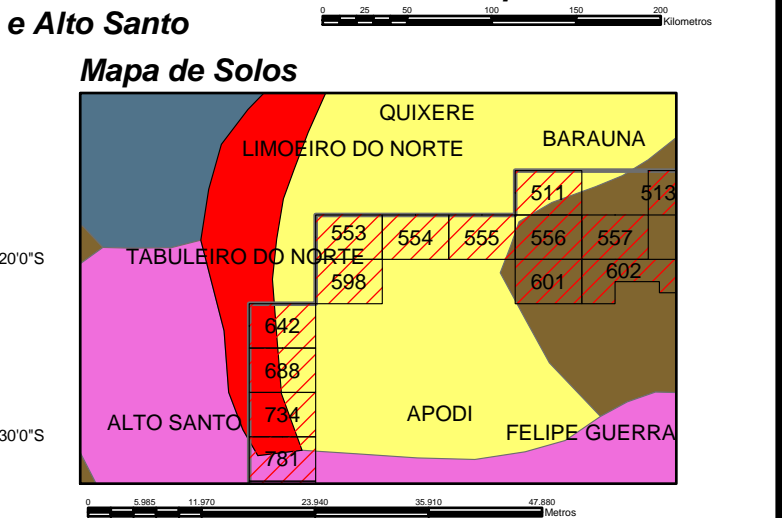 0 25 50 100 150 200
Kilometros
e Alto Santo
Mapa de Solos
QUIXERE
BARAUNA
LIMOEIRO DO NORTE
511 513
553 554 555 556 557
20'0"S
TABULEIRO DO NORTE
598 601 602
642
688
734
ALTO SANTO
APODI
FELIPE GUERRA
30'0"S
781
0 5.985 11.970 23.940 35.910 47.880
Metros